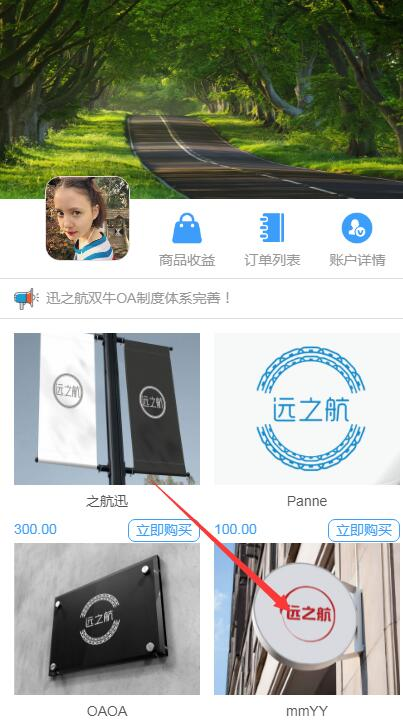 商品收益
订单列表
账户详情
迅之航双牛OA制度体系完善！
远之航
远之航
远之航
之航迅
Panne
300.00
立即购买
100.00
立即购买
远之航
远之航
OAOA
mmYY